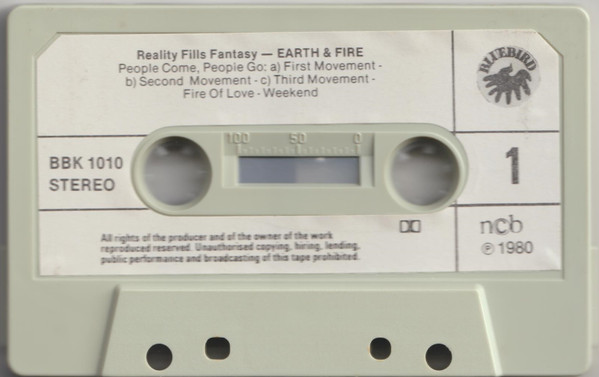 Reality Fills Fantasy — EARTH & FIRE
People Come, People Go: a) First Movement -
b) Second Movement - c) Third Movement -
Fire Of Love - Weekend
BLUEBIRD
BBK 1010
STEREO
100 50 0
1
All rights of the producer and of the owner of the work
reproduced reserved. Unauthorised copying, hiring, lending,
public performance and broadcasting of this tape prohibited.
ncb
℗ 1980